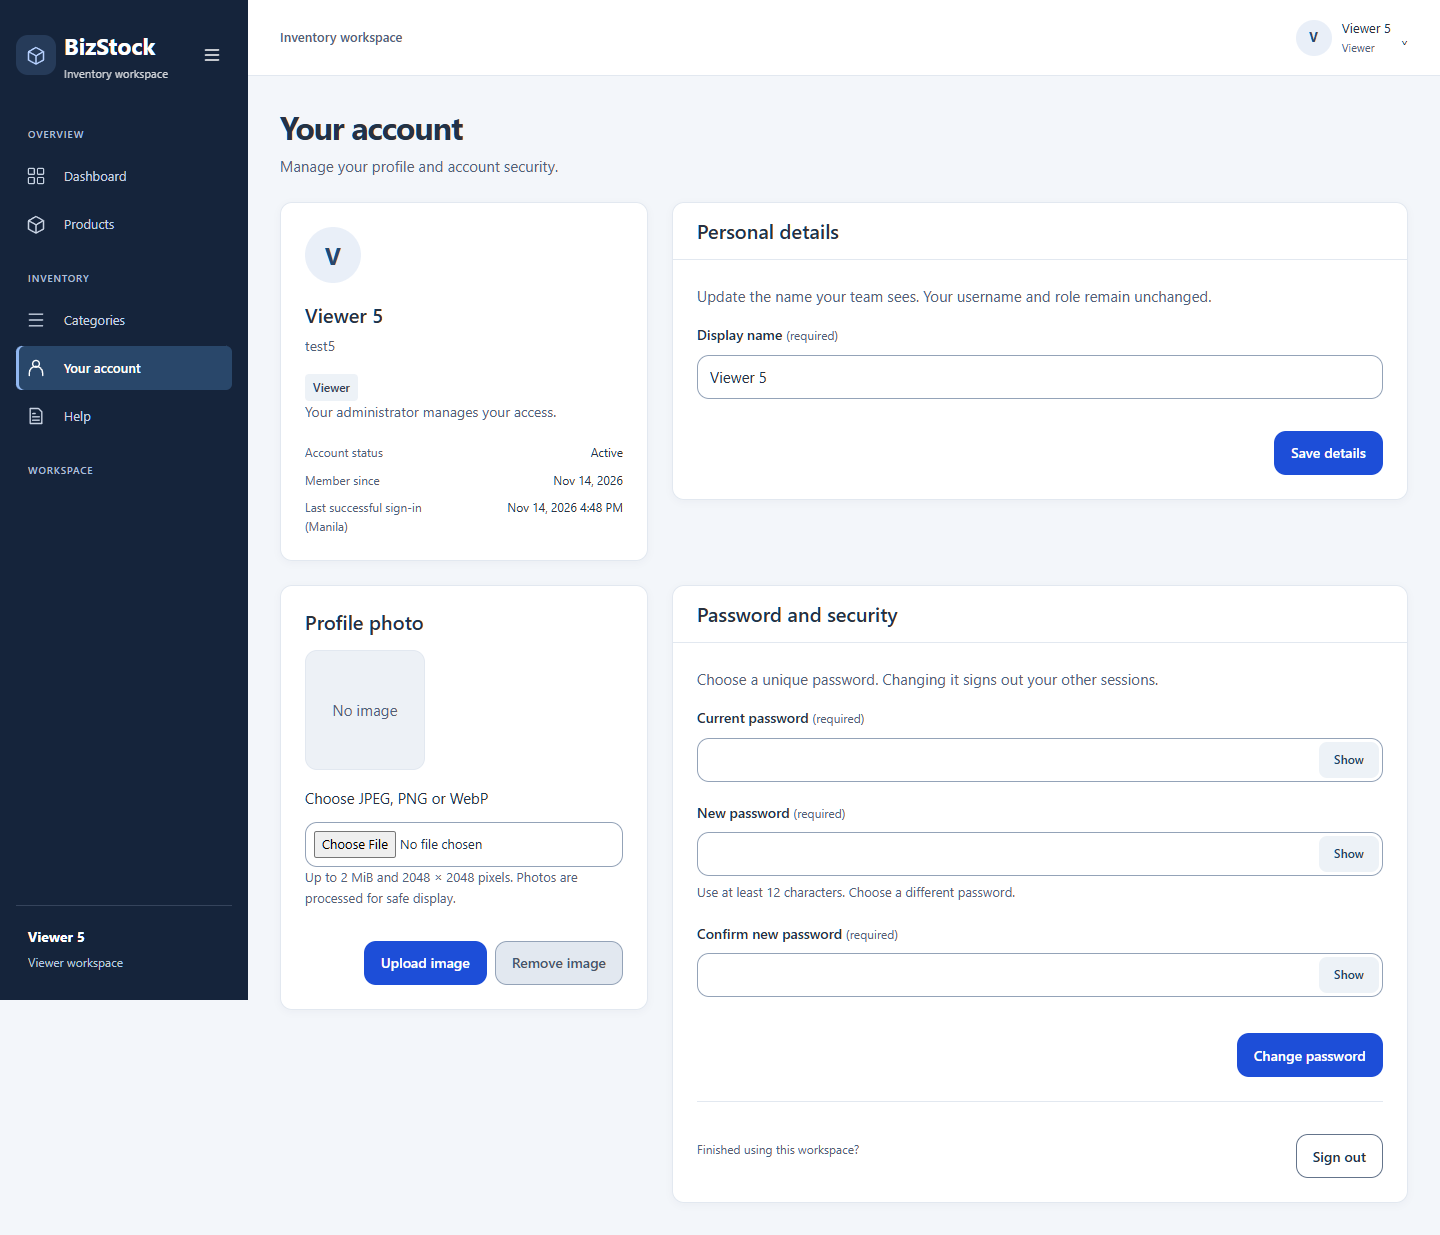 BizStock
Inventory workspace
OVERVIEW
Dashboard
Products
INVENTORY
Categories
Your account
Help
WORKSPACE
Viewer 5
Viewer workspace
Inventory workspace
V
Viewer 5
Viewer
Your account
Manage your profile and account security.
V
Viewer 5
test5
Viewer
Your administrator manages your access.
Account status Active
Member since Nov 14, 2026
Last successful sign-in Nov 14, 2026 4:48 PM
(Manila)
Personal details
Update the name your team sees. Your username and role remain unchanged.
Display name (required)
Viewer 5
Save details
Profile photo
No image
Choose JPEG, PNG or WebP
Choose File No file chosen
Up to 2 MiB and 2048 × 2048 pixels. Photos are
processed for safe display.
Upload image Remove image
Password and security
Choose a unique password. Changing it signs out your other sessions.
Current password (required)
Show
New password (required)
Show
Use at least 12 characters. Choose a different password.
Confirm new password (required)
Show
Change password
Finished using this workspace?
Sign out